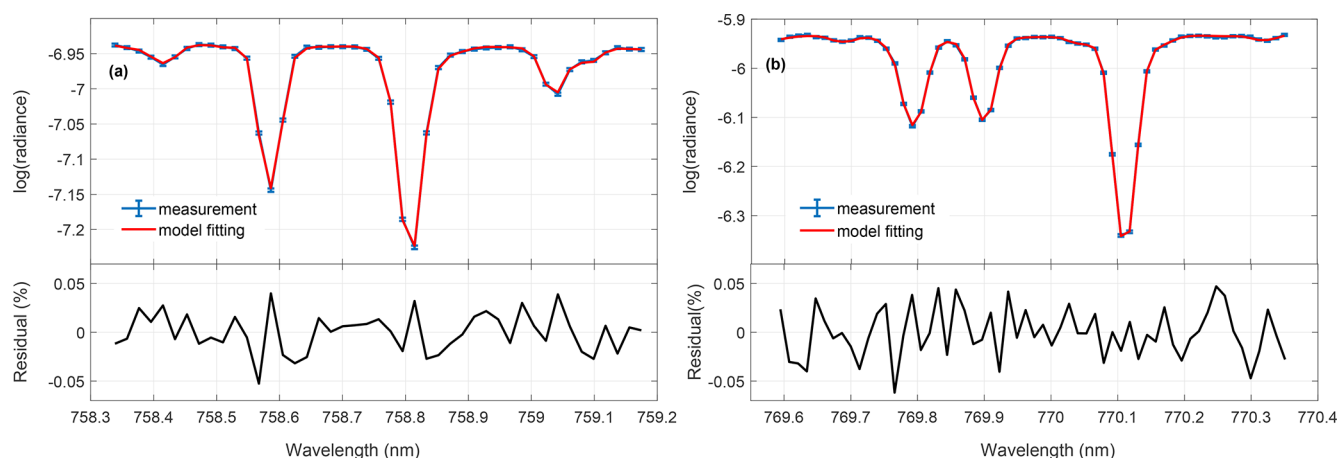 (a)
log(radiance)
-6.95
-7
-7.05
-7.1
-7.15
-7.2
measurement
model fitting
Residual (%)
0.05
0
-0.05
758.3 758.4 758.5 758.6 758.7 758.8 758.9 759 759.1 759.2
Wavelength (nm)
(b)
log(radiance)
-5.9
-6
-6.1
-6.2
-6.3
measurement
model fitting
Residual(%)
0.05
0
-0.05
769.6 769.7 769.8 769.9 770 770.1 770.2 770.3 770.4
Wavelength (nm)